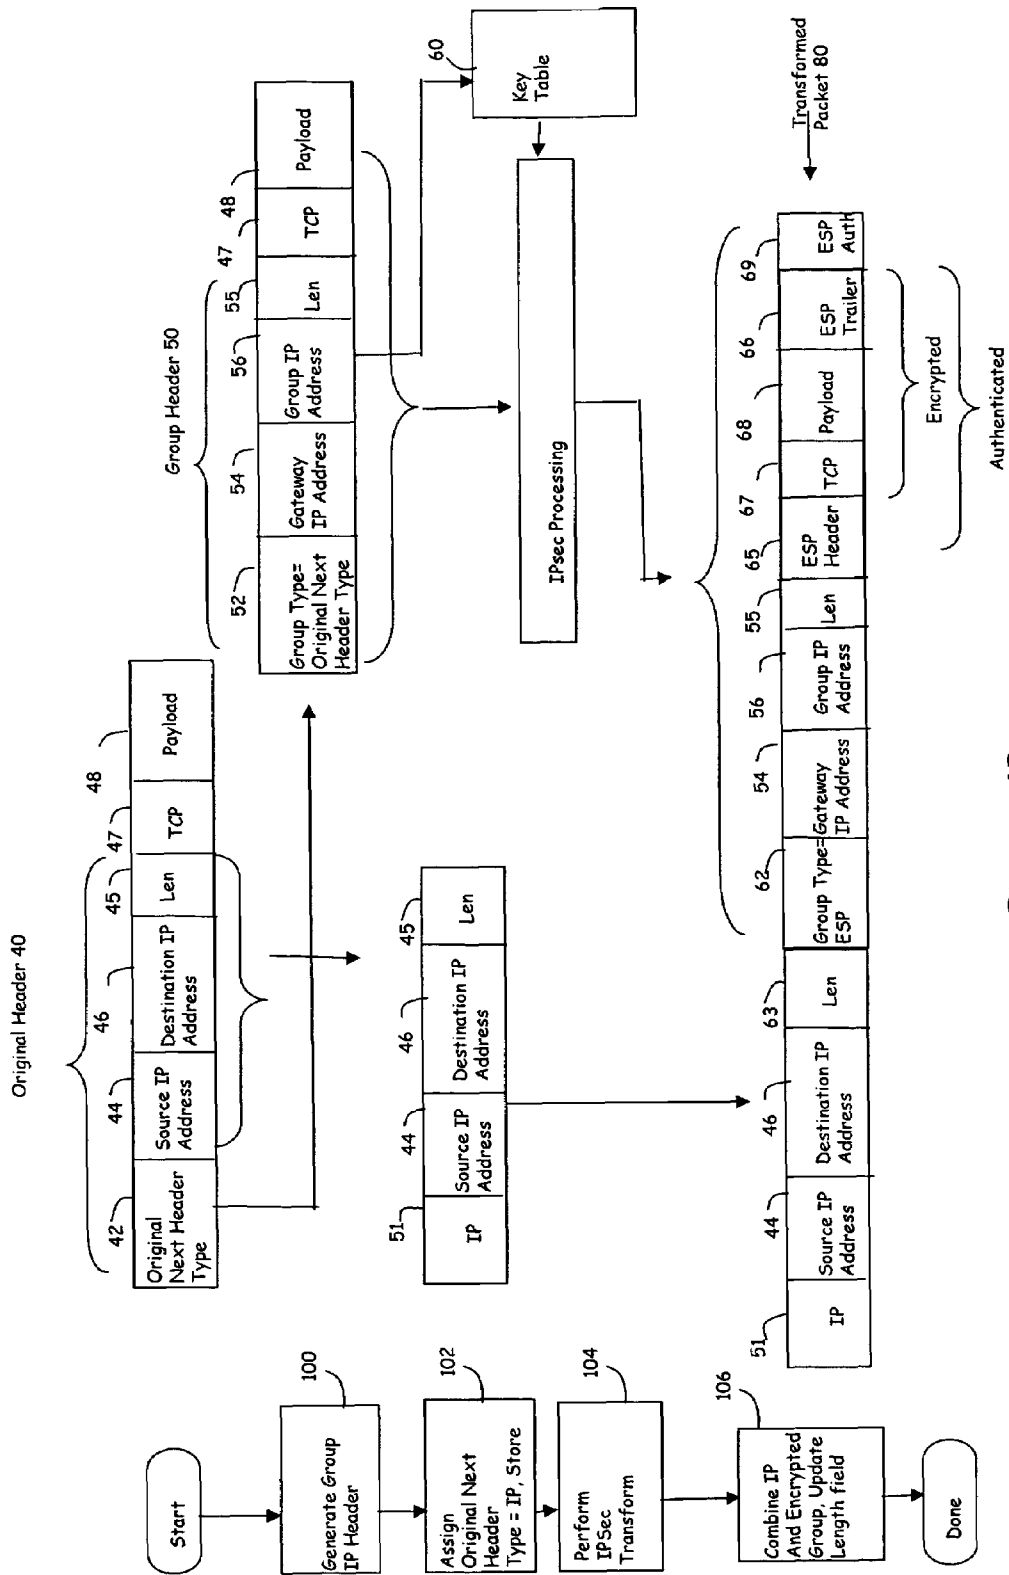 Start
100
Generate Group
IP Header
102
Assign
Original Next
Header
Type = IP, Store
104
Perform
IPSec
Transform
106
Combine IP
And Encrypted
Group, Update
Length field
Done
Original Header 40
42
44
46
45
47
48
Original
Next Header
Type
Source IP
Address
Destination IP
Address
Len
TCP
Payload
Group Header 50
52
54
56
55
47
48
Group Type=
Original Next
Header Type
Gateway
IP Address
Group IP
Address
Len
TCP
Payload
51
44
46
45
IP
Source IP
Address
Destination IP
Address
Len
IPsec Processing
60
Key
Table
51
44
46
63
62
54
56
55
65
67
68
66
69
IP
Source IP
Address
Destination IP
Address
Len
Group Type=
ESP
Gateway
IP Address
Group IP
Address
Len
ESP
Header
TCP
Payload
ESP
Trailer
ESP
Auth
Transformed
Packet 80
Encrypted
Authenticated